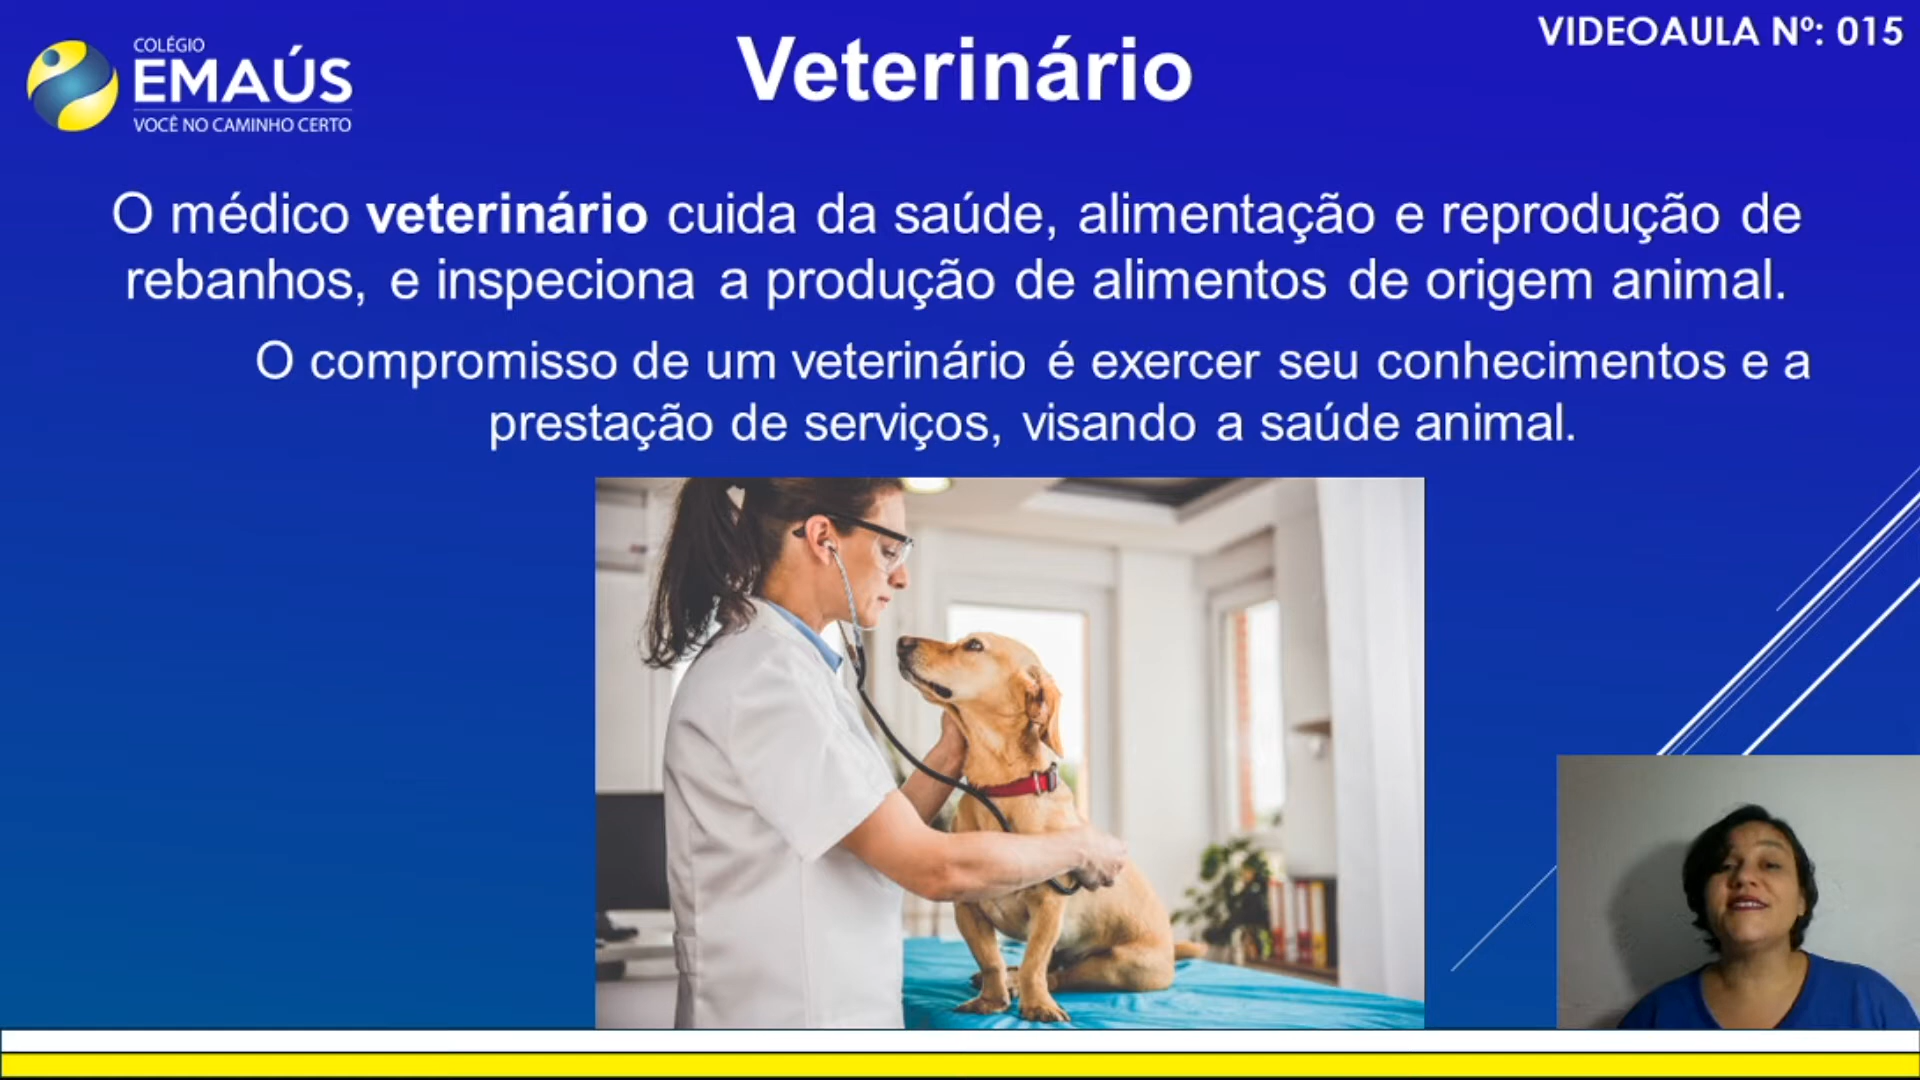 VIDEOAULA Nº: 015
COLÉGIO
EMAÚS
VOCÊ NO CAMINHO CERTO
Veterinário
O médico veterinário cuida da saúde, alimentação e reprodução de
rebanhos, e inspeciona a produção de alimentos de origem animal.
O compromisso de um veterinário é exercer seu conhecimentos e a
prestação de serviços, visando a saúde animal.